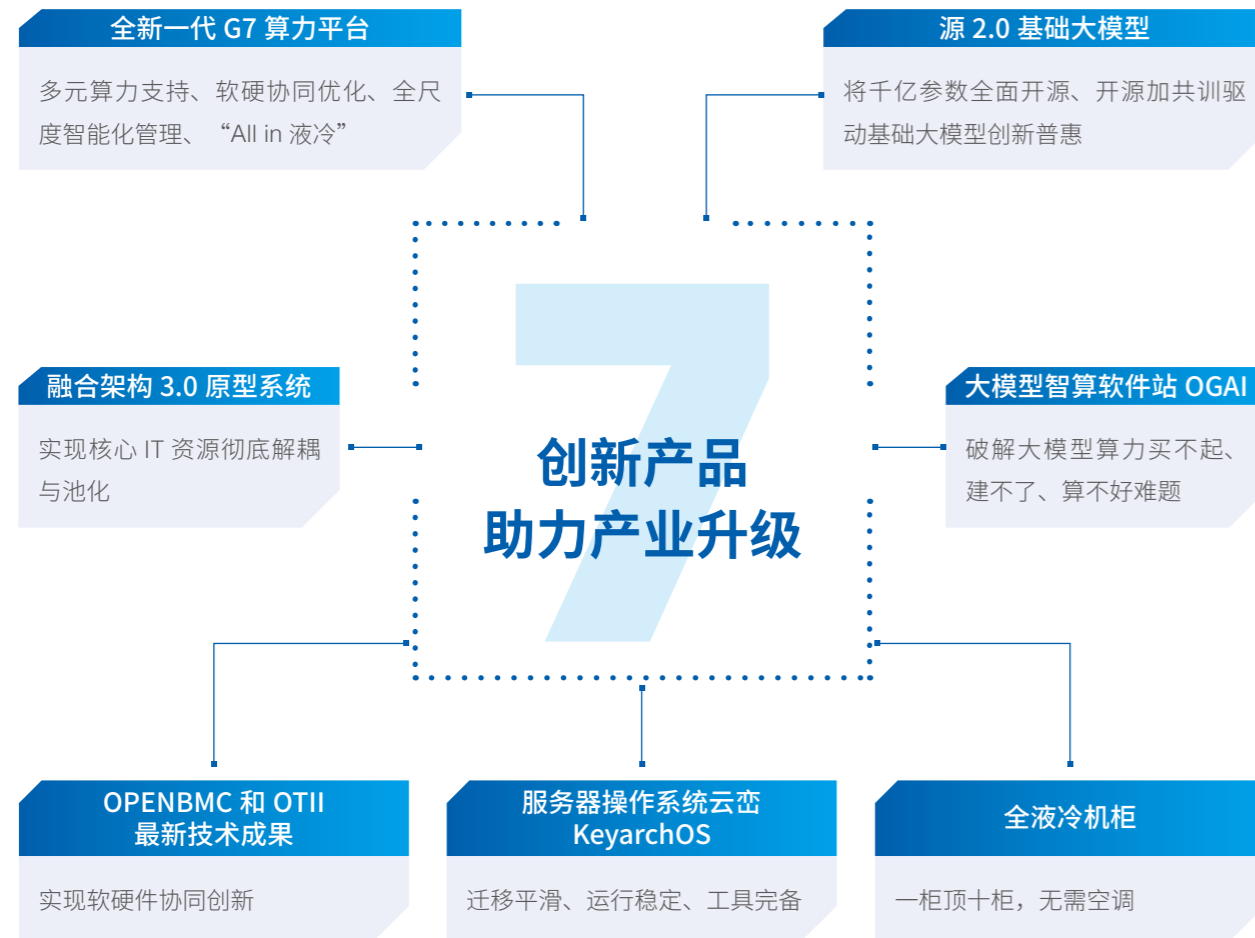 全新一代 G7 算力平台
多元算力支持、软硬协同优化、全尺
度智能化管理、“All in 液冷”
源 2.0 基础大模型
将千亿参数全面开源、开源加共训驱
动基础大模型创新普惠
融合架构 3.0 原型系统
实现核心 IT 资源彻底解耦
与池化
7
创新产品
助力产业升级
大模型智算软件站 OGAI
破解大模型算力买不起、
建不了、算不好难题
OPENBMC 和 OTII
最新技术成果
实现软硬件协同创新
服务器操作系统云峦
KeyarchOS
迁移平滑、运行稳定、工具完备
全液冷机柜
一柜顶十柜，无需空调